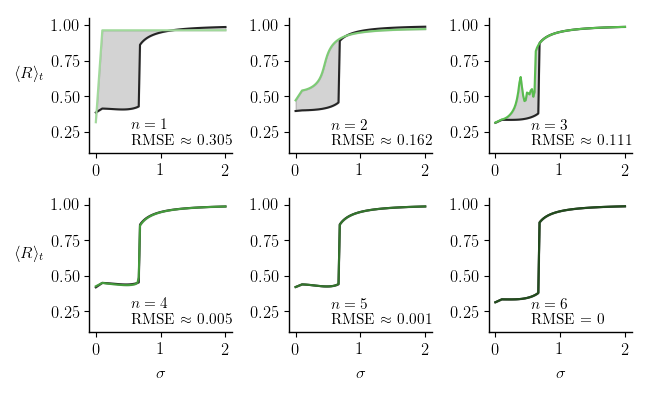 1.00
0.75
⟨R⟩ₜ
0.50
0.25
n = 1
RMSE ≈ 0.305
0 1 2
1.00
0.75
0.50
0.25
n = 2
RMSE ≈ 0.162
0 1 2
1.00
0.75
0.50
0.25
n = 3
RMSE ≈ 0.111
0 1 2
1.00
0.75
⟨R⟩ₜ
0.50
0.25
n = 4
RMSE ≈ 0.005
0 1 2
σ
1.00
0.75
0.50
0.25
n = 5
RMSE ≈ 0.001
0 1 2
σ
1.00
0.75
0.50
0.25
n = 6
RMSE = 0
0 1 2
σ